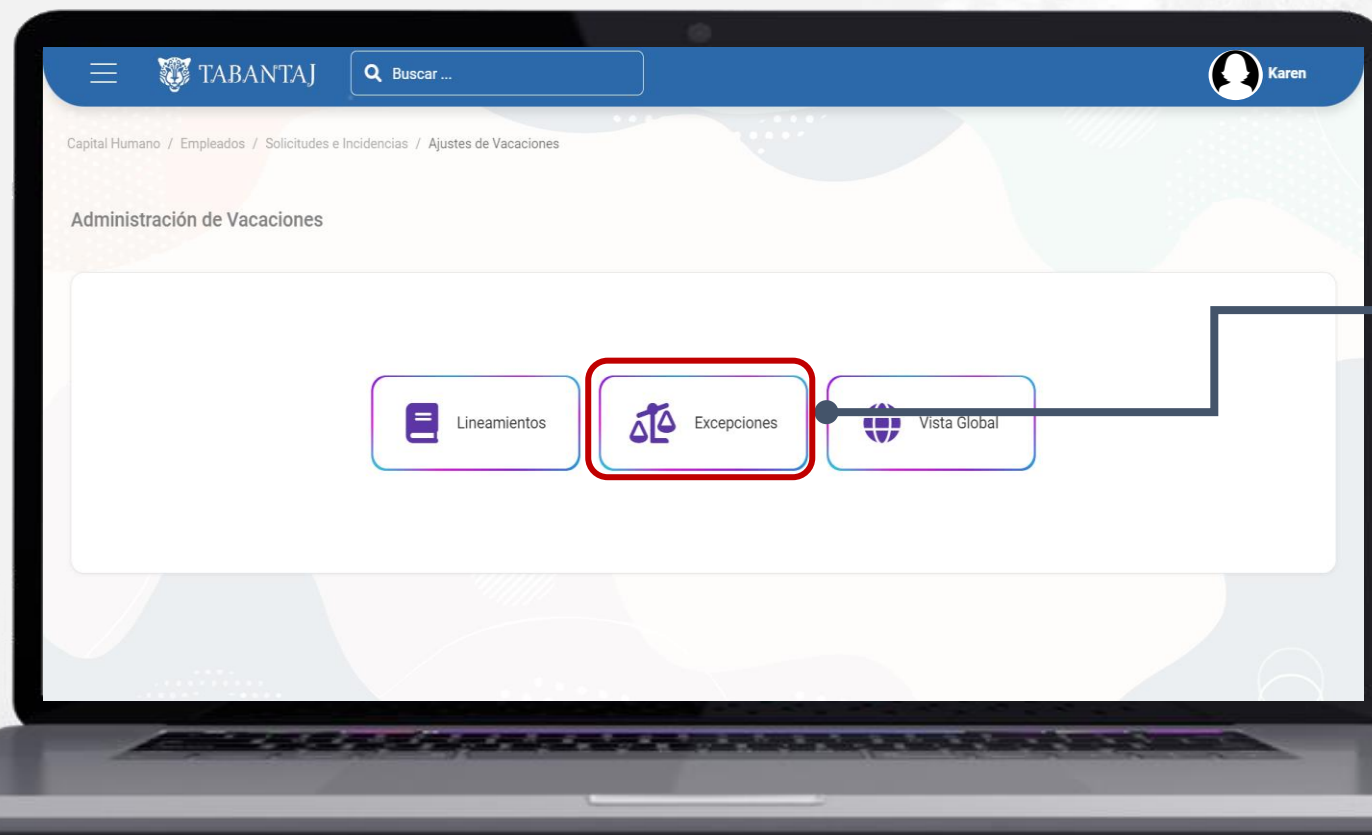 TABANTAJ
Buscar ...
Karen
Capital Humano / Empleados / Solicitudes e Incidencias / Ajustes de Vacaciones
Administración de Vacaciones
Lineamientos
Excepciones
Vista Global